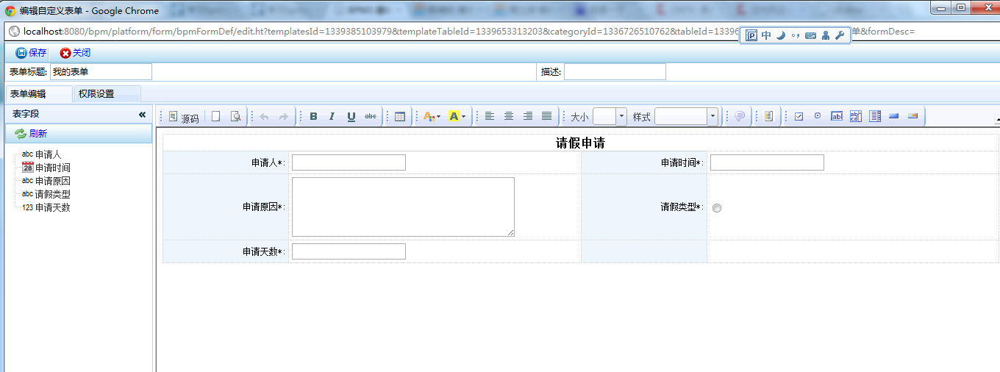 编辑自定义表单 - Google Chrome
localhost:8080/bpm/platform/form/bpmFormDef/edit.ht?templatesId=1339385103979&templateTableId=1339653313203&categoryId=1336726510762&tableId=13396
单&formDesc=
中
保存 关闭
表单标题: 我的表单 描述:
表单编辑 权限设置
表字段
刷新
abc 申请人
28 申请时间
abc 申请原因
abc 请假类型
123 申请天数
源码 B I U abc A A 大小 样式 abl
请假申请
申请人*: 申请时间*:
申请原因*: 请假类型*:
申请天数*: